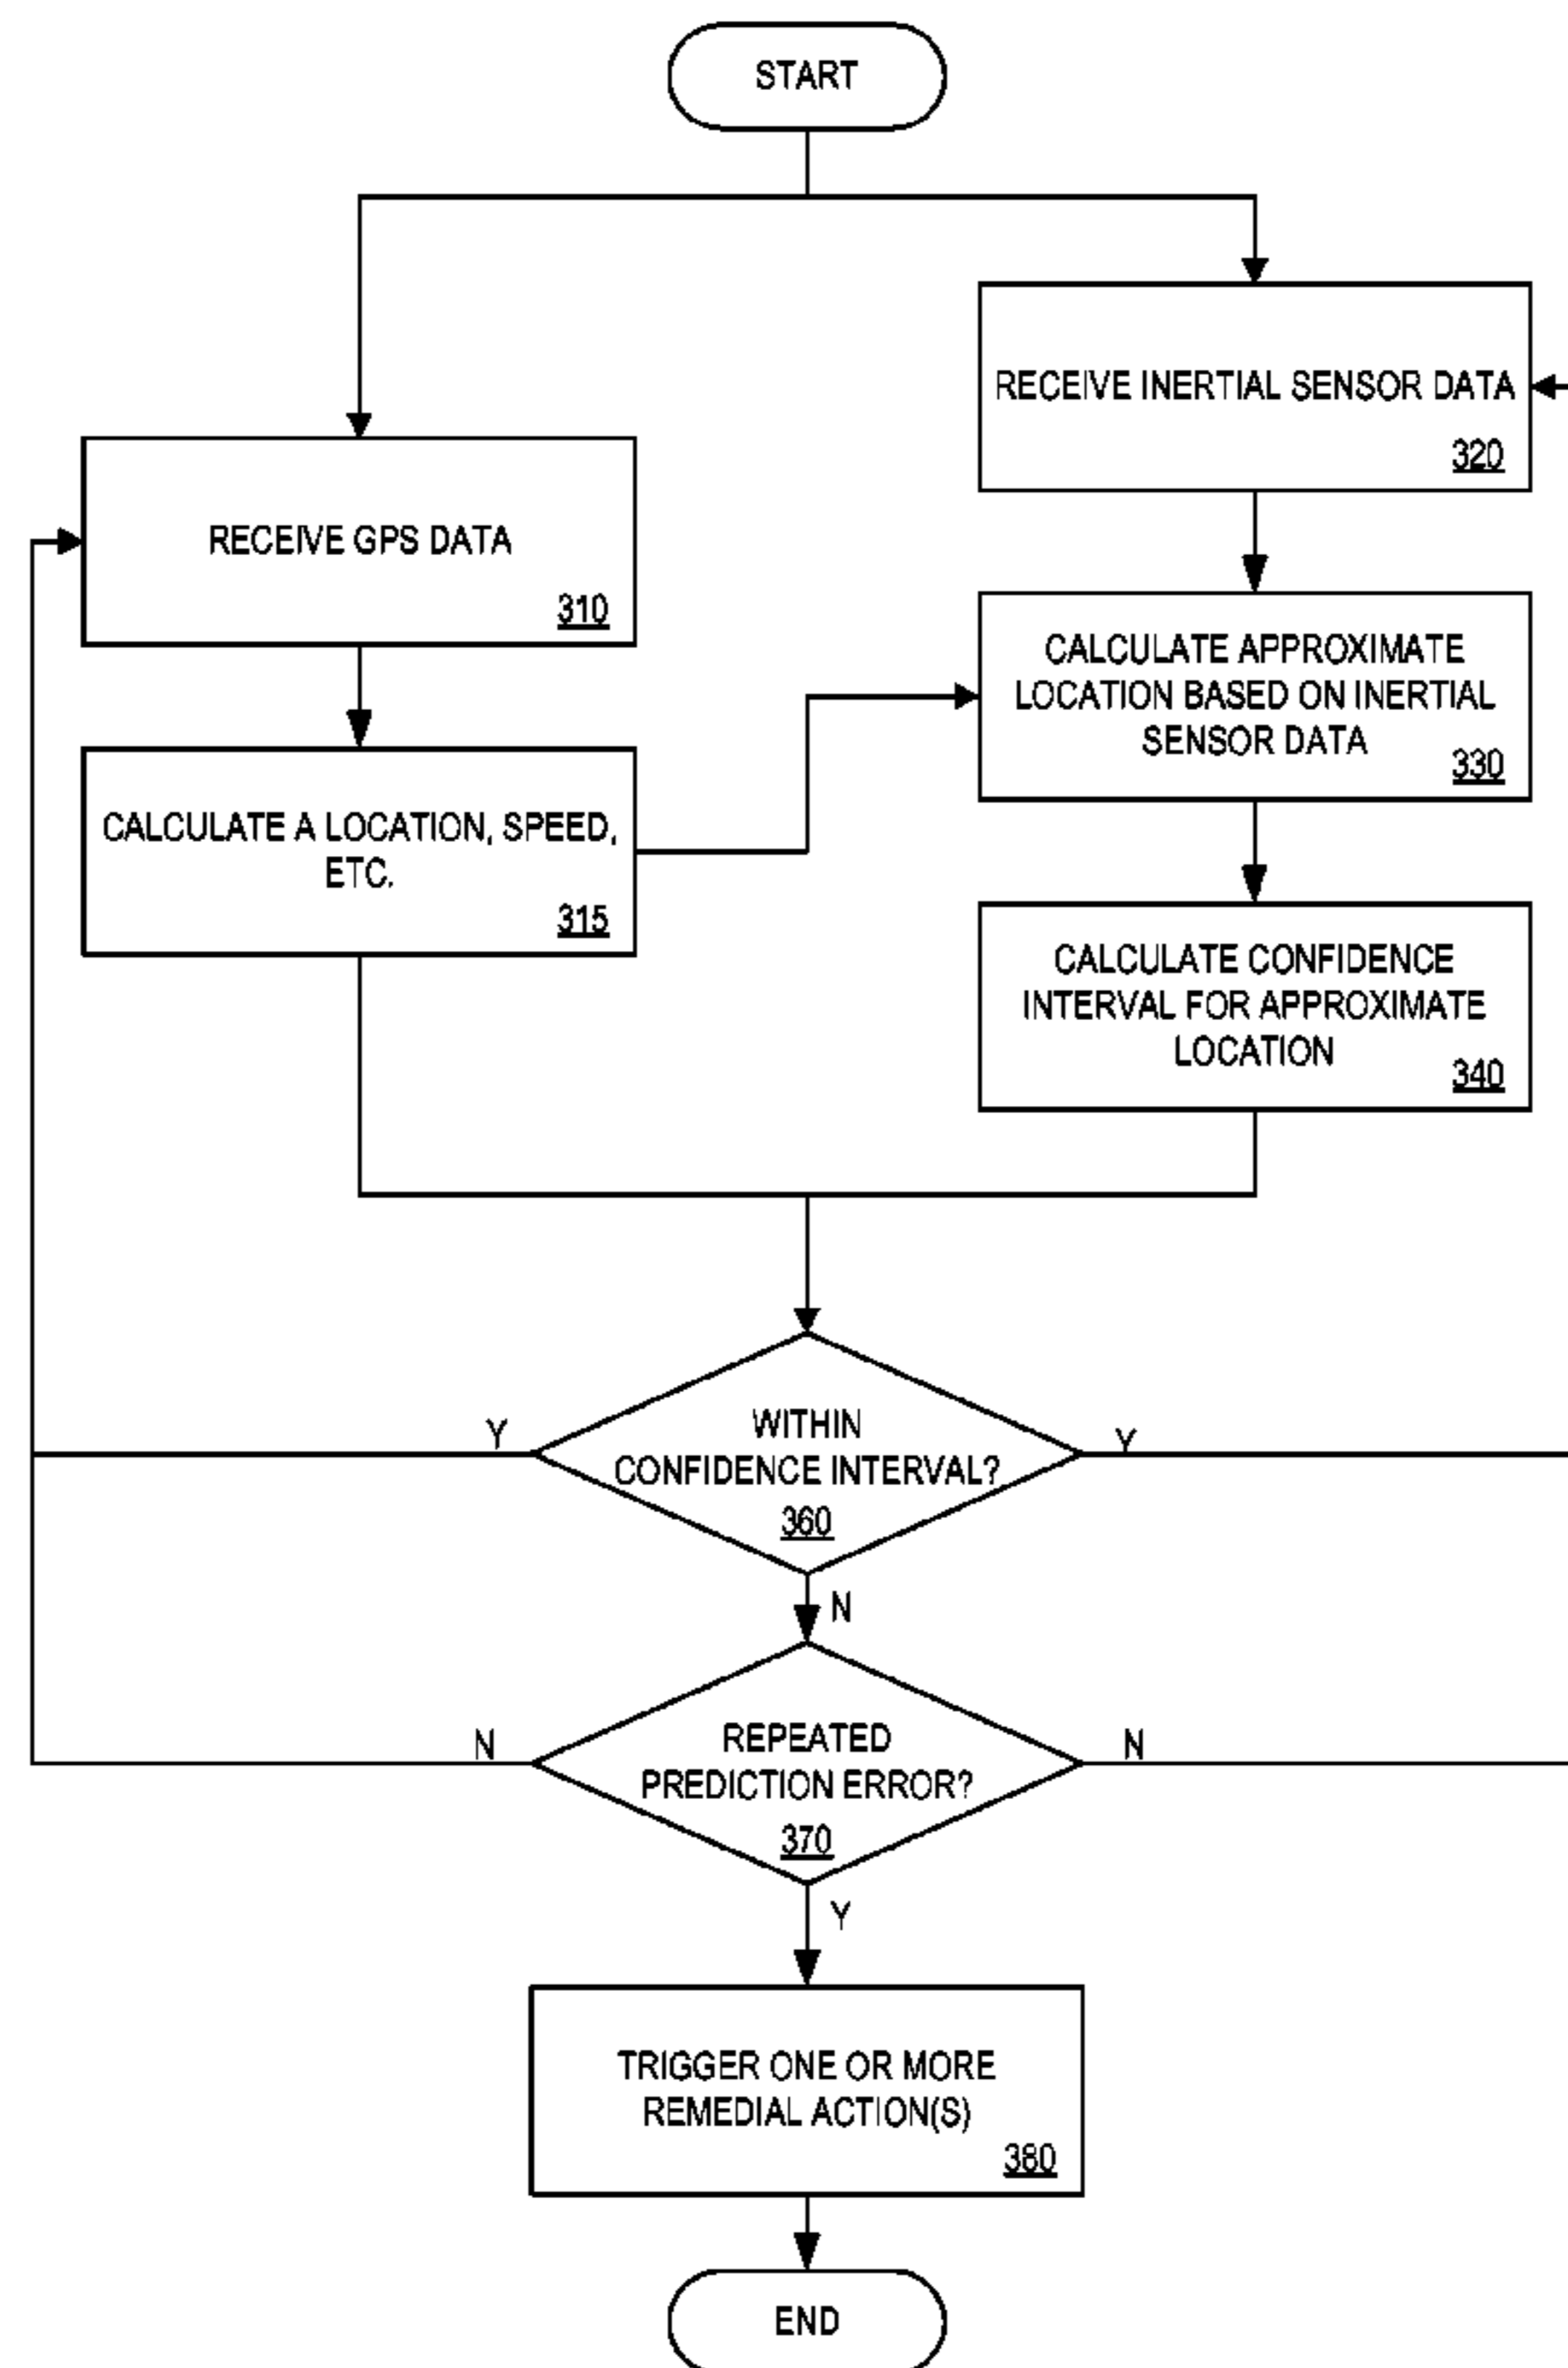 START
RECEIVE INERTIAL SENSOR DATA
320
RECEIVE GPS DATA
310
CALCULATE APPROXIMATE
LOCATION BASED ON INERTIAL
SENSOR DATA
330
CALCULATE A LOCATION, SPEED,
ETC.
315
CALCULATE CONFIDENCE
INTERVAL FOR APPROXIMATE
LOCATION
340
Y
WITHIN
CONFIDENCE INTERVAL?
360
Y
N
N
REPEATED
PREDICTION ERROR?
370
N
Y
TRIGGER ONE OR MORE
REMEDIAL ACTION(S)
380
END